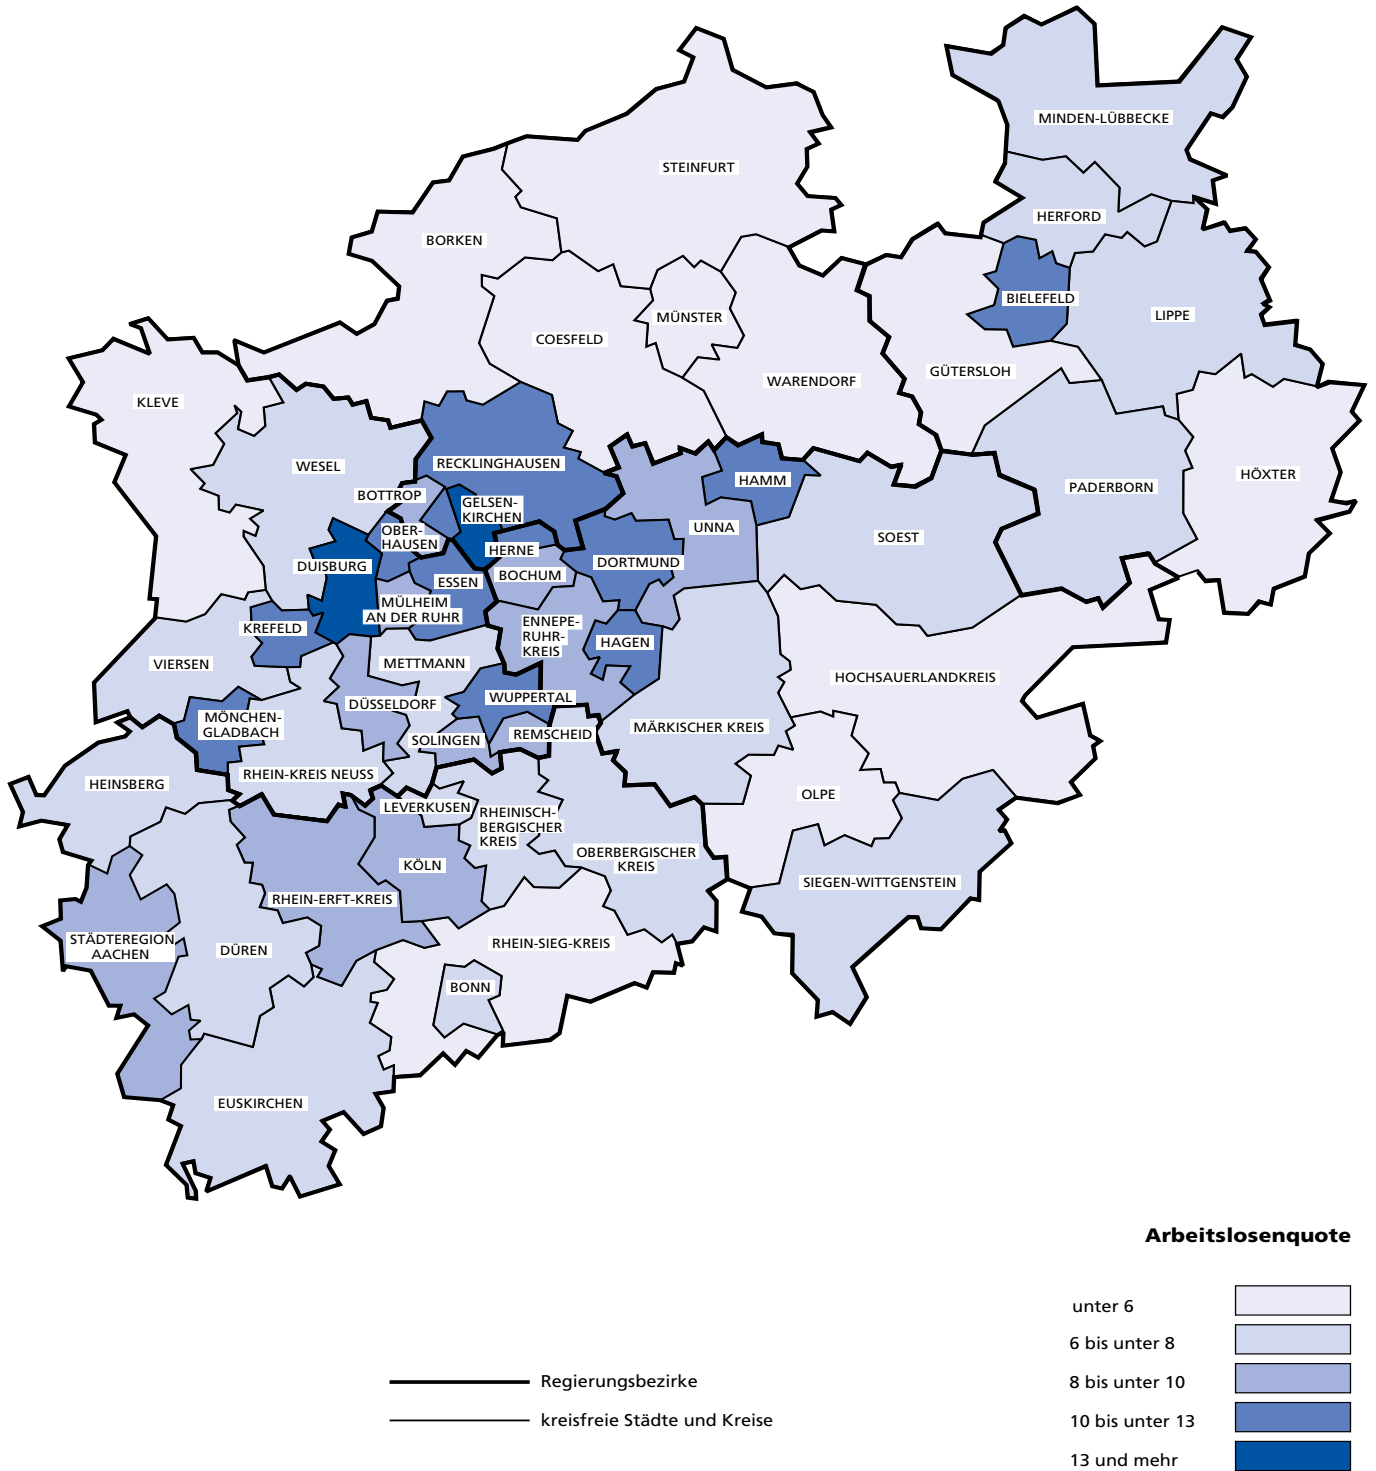 MINDEN-LÜBBECKE
STEINFURT
HERFORD
BORKEN
BIELEFELD
LIPPE
MÜNSTER
COESFELD
GÜTERSLOH
WARENDORF
KLEVE
RECKLINGHAUSEN
WESEL
HÖXTER
HAMM
PADERBORN
BOTTROP
GELSEN-
KIRCHEN
UNNA
OBER-
HAUSEN
SOEST
HERNE
DUISBURG
DORTMUND
BOCHUM
ESSEN
MÜLHEIM
AN DER RUHR
KREFELD
ENNEPE-
RUHR-
KREIS
HAGEN
VIERSEN
METTMANN
HOCHSAUERLANDKREIS
WUPPERTAL
DÜSSELDORF
MÖNCHEN-
GLADBACH
MÄRKISCHER KREIS
REMSCHEID
SOLINGEN
RHEIN-KREIS NEUSS
HEINSBERG
OLPE
LEVERKUSEN
RHEINISCH-
BERGISCHER
KREIS
OBERBERGISCHER
KREIS
KÖLN
SIEGEN-WITTGENSTEIN
RHEIN-ERFT-KREIS
STÄDTEREGION
AACHEN
DÜREN
RHEIN-SIEG-KREIS
BONN
EUSKIRCHEN
Arbeitslosenquote
unter 6
6 bis unter 8
8 bis unter 10
10 bis unter 13
13 und mehr
Regierungsbezirke
kreisfreie Städte und Kreise